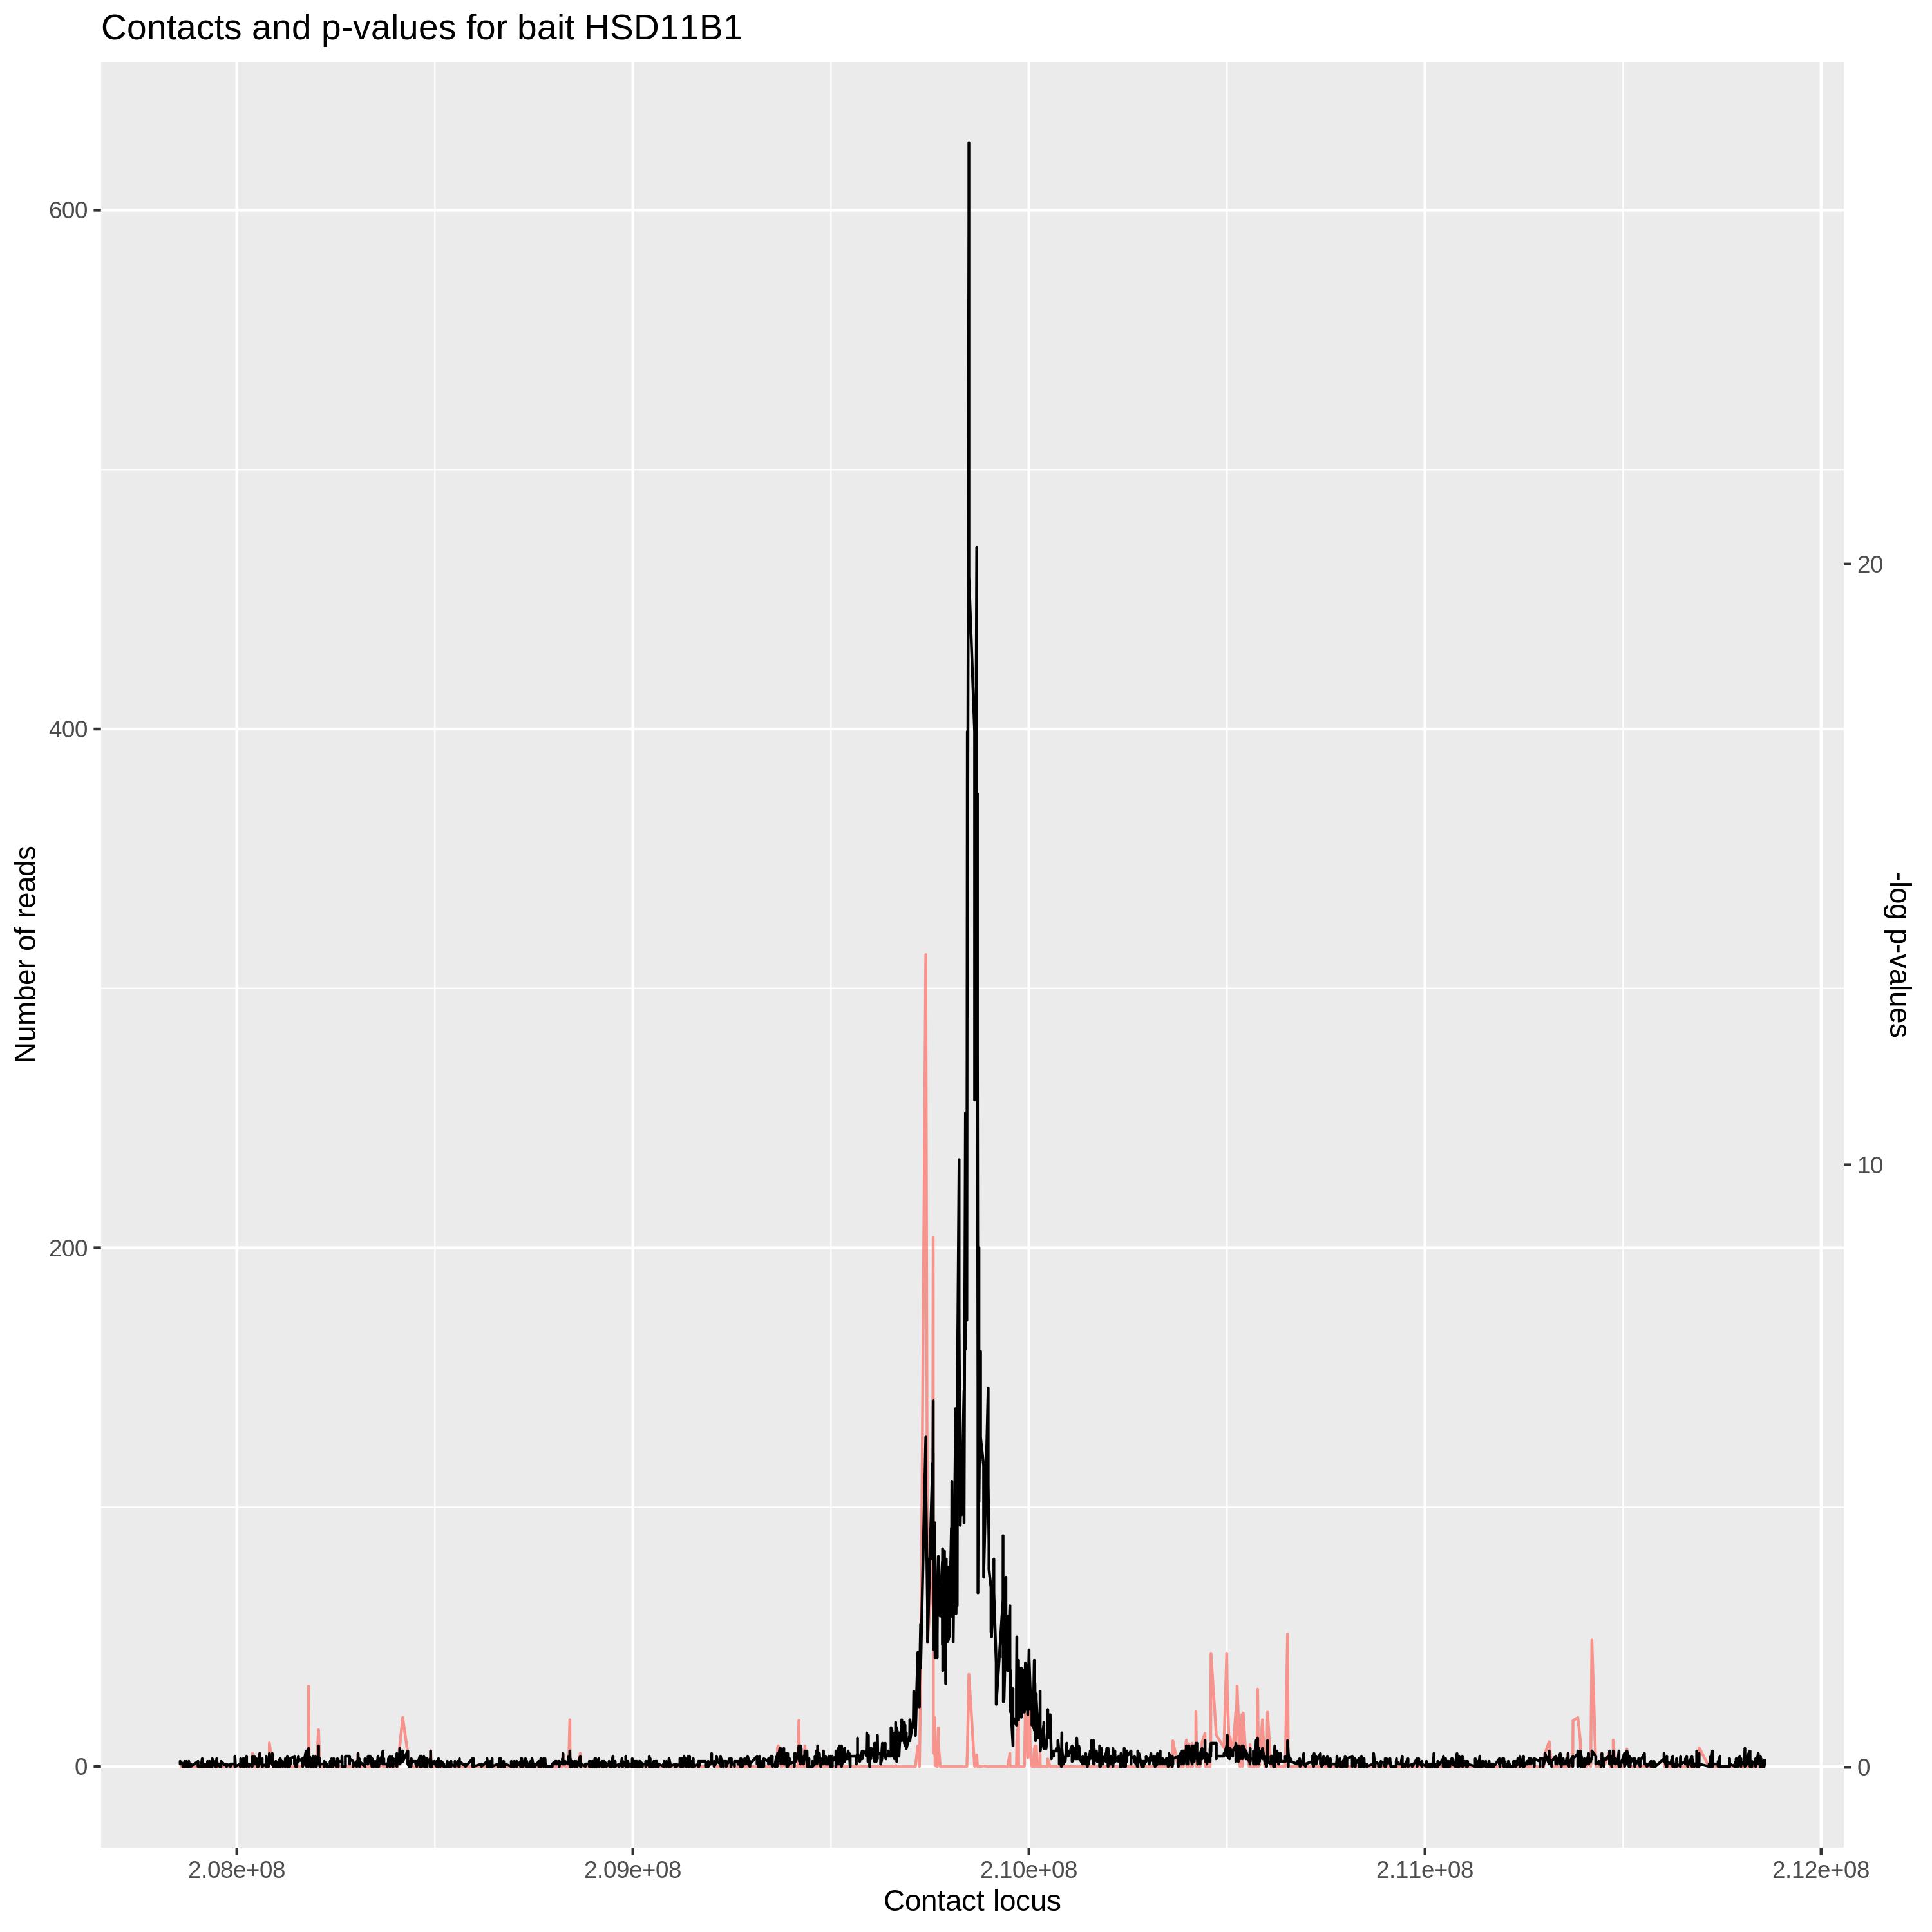 Contacts and p-values for bait HSD11B1
600
400
200
0
Number of reads
20
10
0
-log p-values
2.08e+08 2.09e+08 2.10e+08 2.11e+08 2.12e+08
Contact locus